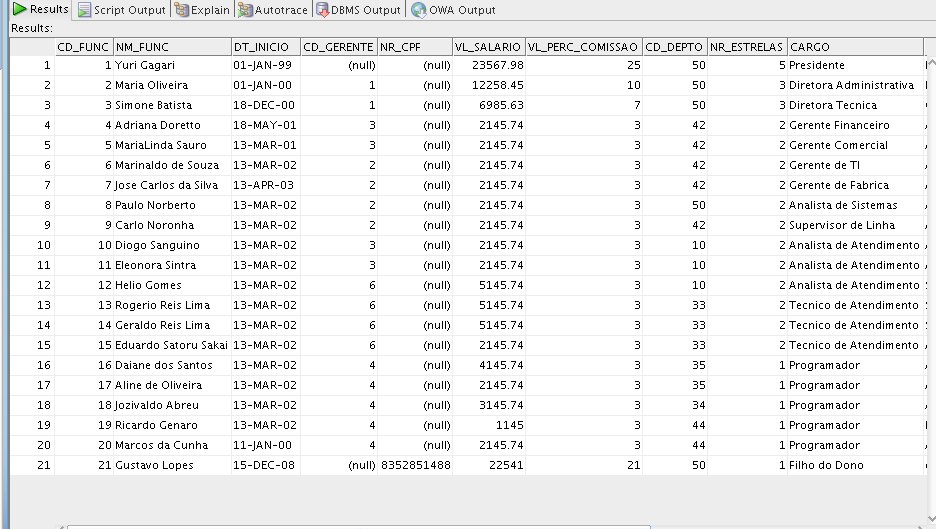 Results Script Output Explain Autotrace DBMS Output OWA Output
Results:
CD_FUNC NM_FUNC DT_INICIO CD_GERENTE NR_CPF VL_SALARIO VL_PERC_COMISSAO CD_DEPTO NR_ESTRELAS CARGO
1 1 Yuri Gagari 01-JAN-99 (null) (null) 23567.98 25 50 5 Presidente
2 2 Maria Oliveira 01-JAN-00 1 (null) 12258.45 10 50 3 Diretora Administrativa
3 3 Simone Batista 18-DEC-00 1 (null) 6985.63 7 50 3 Diretora Tecnica
4 4 Adriana Doretto 18-MAY-01 3 (null) 2145.74 3 42 2 Gerente Financeiro
5 5 MariaLinda Sauro 13-MAR-01 3 (null) 2145.74 3 42 2 Gerente Comercial
6 6 Marinaldo de Souza 13-MAR-02 2 (null) 2145.74 3 42 2 Gerente de TI
7 7 Jose Carlos da Silva 13-APR-03 2 (null) 2145.74 3 42 2 Gerente de Fabrica
8 8 Paulo Norberto 13-MAR-02 2 (null) 2145.74 3 50 2 Analista de Sistemas
9 9 Carlo Noronha 13-MAR-02 2 (null) 2145.74 3 42 2 Supervisor de Linha
10 10 Diogo Sanguino 13-MAR-02 3 (null) 2145.74 3 10 2 Analista de Atendimento
11 11 Eleonora Sintra 13-MAR-02 3 (null) 2145.74 3 10 2 Analista de Atendimento
12 12 Helio Gomes 13-MAR-02 6 (null) 5145.74 3 10 2 Analista de Atendimento
13 13 Rogerio Reis Lima 13-MAR-02 6 (null) 5145.74 3 33 2 Tecnico de Atendimento
14 14 Geraldo Reis Lima 13-MAR-02 6 (null) 5145.74 3 33 2 Tecnico de Atendimento
15 15 Eduardo Satoru Sakai 13-MAR-02 6 (null) 2145.74 3 33 2 Tecnico de Atendimento
16 16 Daiane dos Santos 13-MAR-02 4 (null) 4145.74 3 35 1 Programador
17 17 Aline de Oliveira 13-MAR-02 4 (null) 2145.74 3 35 1 Programador
18 18 Jozivaldo Abreu 13-MAR-02 4 (null) 3145.74 3 34 1 Programador
19 19 Ricardo Genaro 13-MAR-02 4 (null) 1145 3 44 1 Programador
20 20 Marcos da Cunha 11-JAN-00 4 (null) 2145.74 3 44 1 Programador
21 21 Gustavo Lopes 15-DEC-08 (null) 8352851488 22541 21 50 1 Filho do Dono